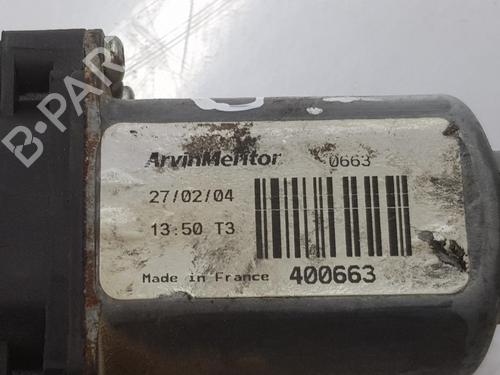 B-PAR
ArvinMeritor 0663
27/02/04
13:50 T3
Made in France 400663